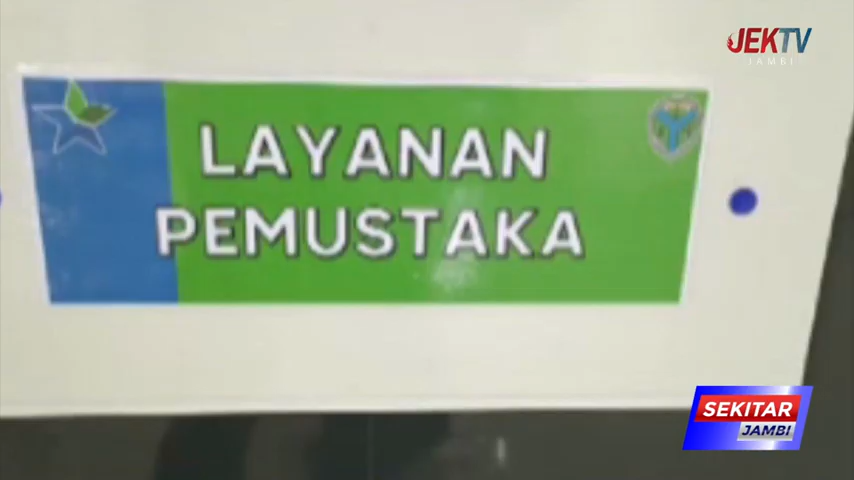 JEKTV
JAMBI
LAYANAN
PEMUSTAKA
SEKITAR
JAMBI